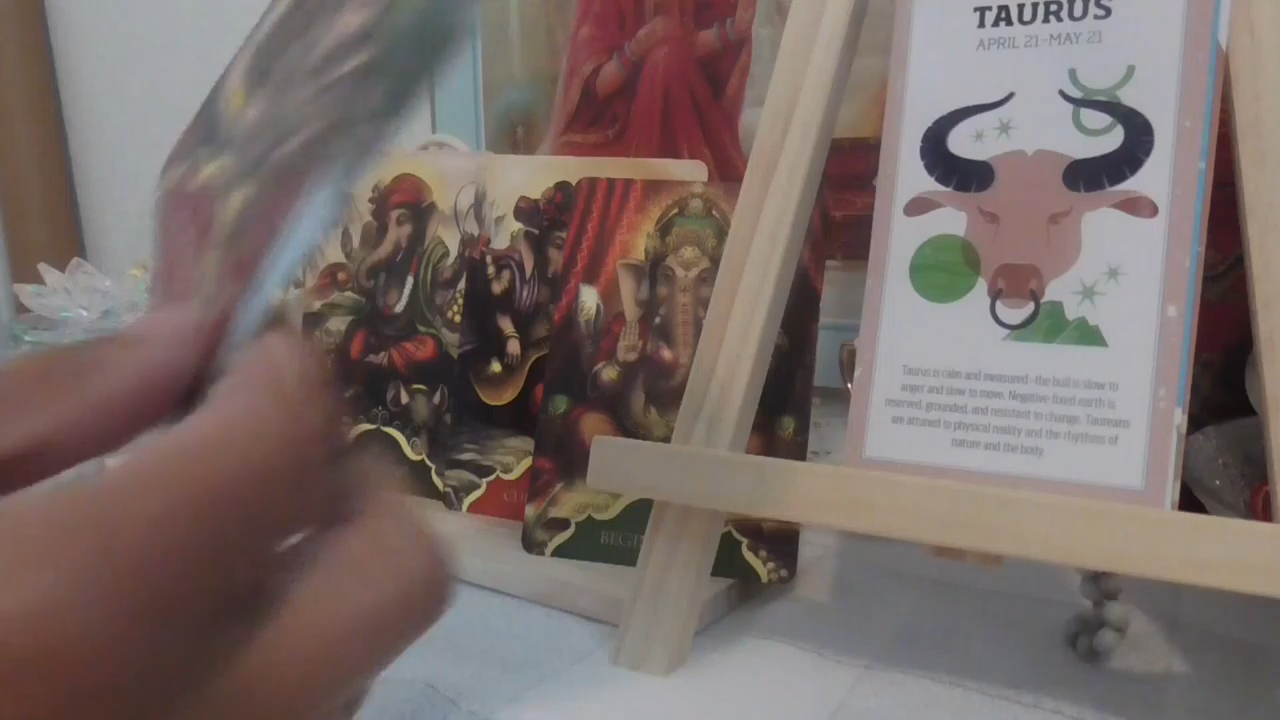 TAURUS
APRIL 21-MAY 21
Taurus is calm and measured-the bull is slow to
anger and slow to move. Negative fixed earth is
reserved, grounded, and resistant to change. Taureans
are attuned to physical reality and the rhythms of
nature and the body.